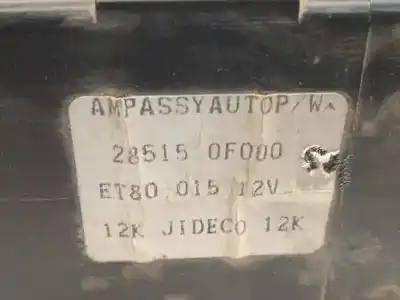 AMPASSYAUTOP/W
28515 0F000
ET80 015 12V
12K JIDECO 12K